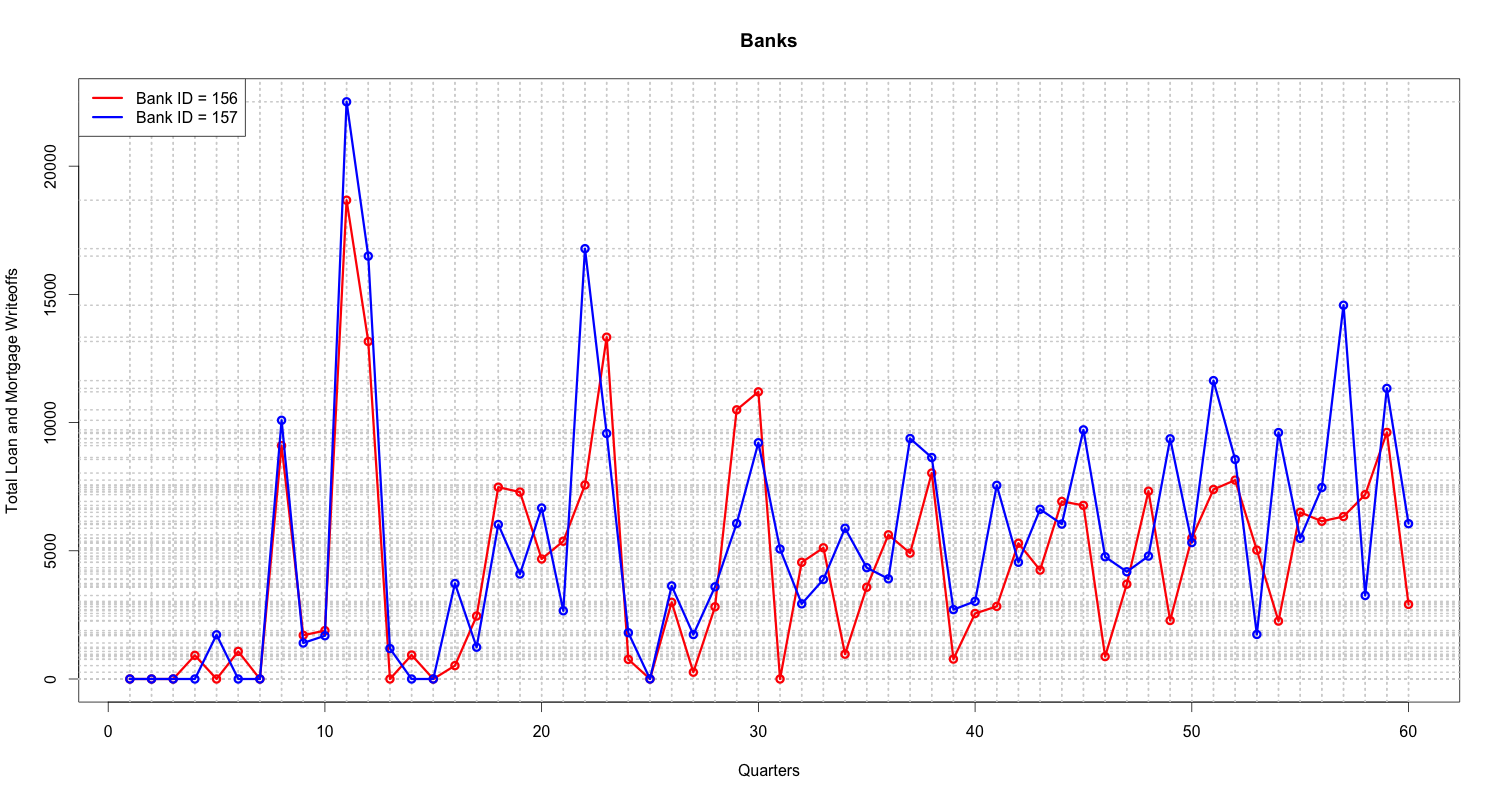 Banks
Bank ID = 156
Bank ID = 157
Total Loan and Mortgage Writeoffs
20000
15000
10000
5000
0
0 10 20 30 40 50 60
Quarters